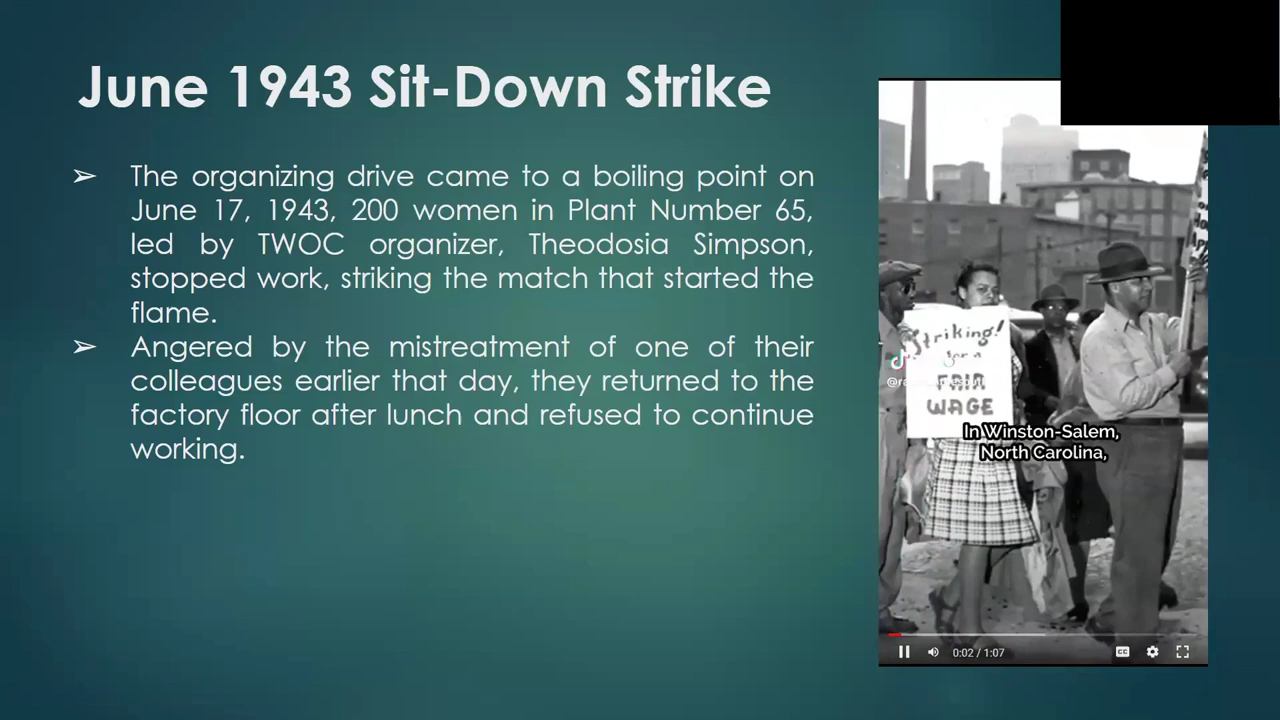 June 1943 Sit-Down Strike
➢ The organizing drive came to a boiling point on
June 17, 1943, 200 women in Plant Number 65,
led by TWOC organizer, Theodosia Simpson,
stopped work, striking the match that started the
flame.
➢ Angered by the mistreatment of one of their
colleagues earlier that day, they returned to the
factory floor after lunch and refused to continue
working.
Striking!
for a
FAIR
WAGE
In Winston-Salem,
North Carolina,
0:02 / 1:07
CC